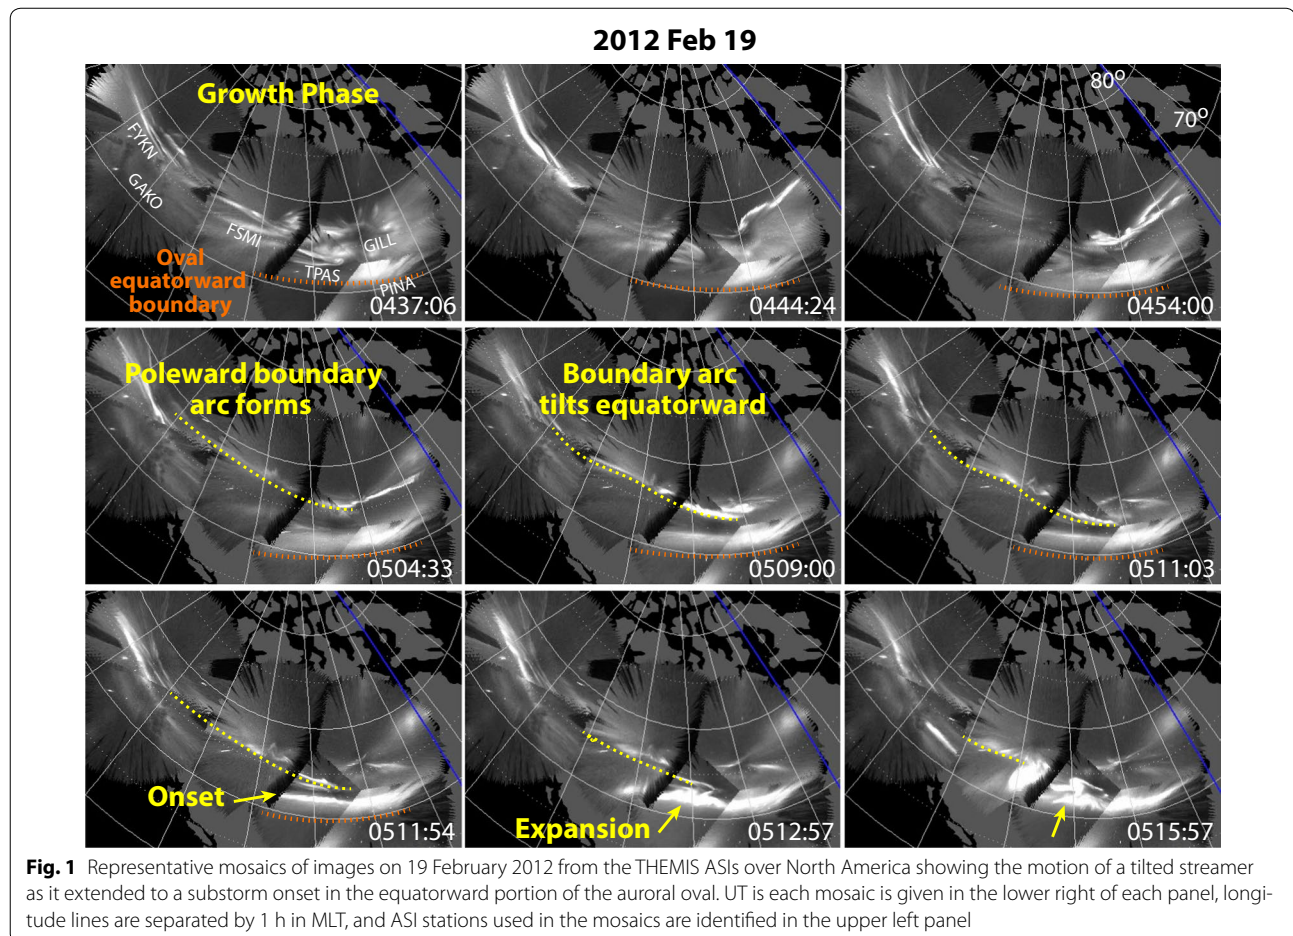 2012 Feb 19
Growth Phase
80°
70°
FYKN
GAKO
FSMI
GILL
TPAS
PINA
Oval
equatorward
boundary
0437:06
0444:24
0454:00
Poleward boundary
arc forms
0504:33
Boundary arc
tilts equatorward
0509:00
0511:03
Onset
0511:54
Expansion
0512:57
0515:57
Fig. 1 Representative mosaics of images on 19 February 2012 from the THEMIS ASIs over North America showing the motion of a tilted streamer
as it extended to a substorm onset in the equatorward portion of the auroral oval. UT is each mosaic is given in the lower right of each panel, longi-
tude lines are separated by 1 h in MLT, and ASI stations used in the mosaics are identified in the upper left panel